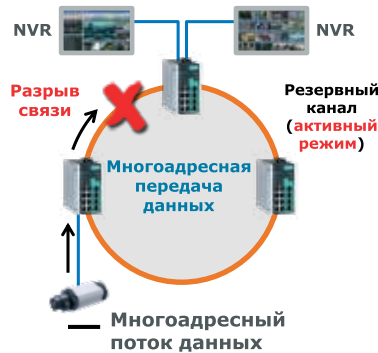 NVR
NVR
Разрыв
связи
Резервный
канал
(активный
режим)
Многоадресная
передача
данных
Многоадресный
поток данных